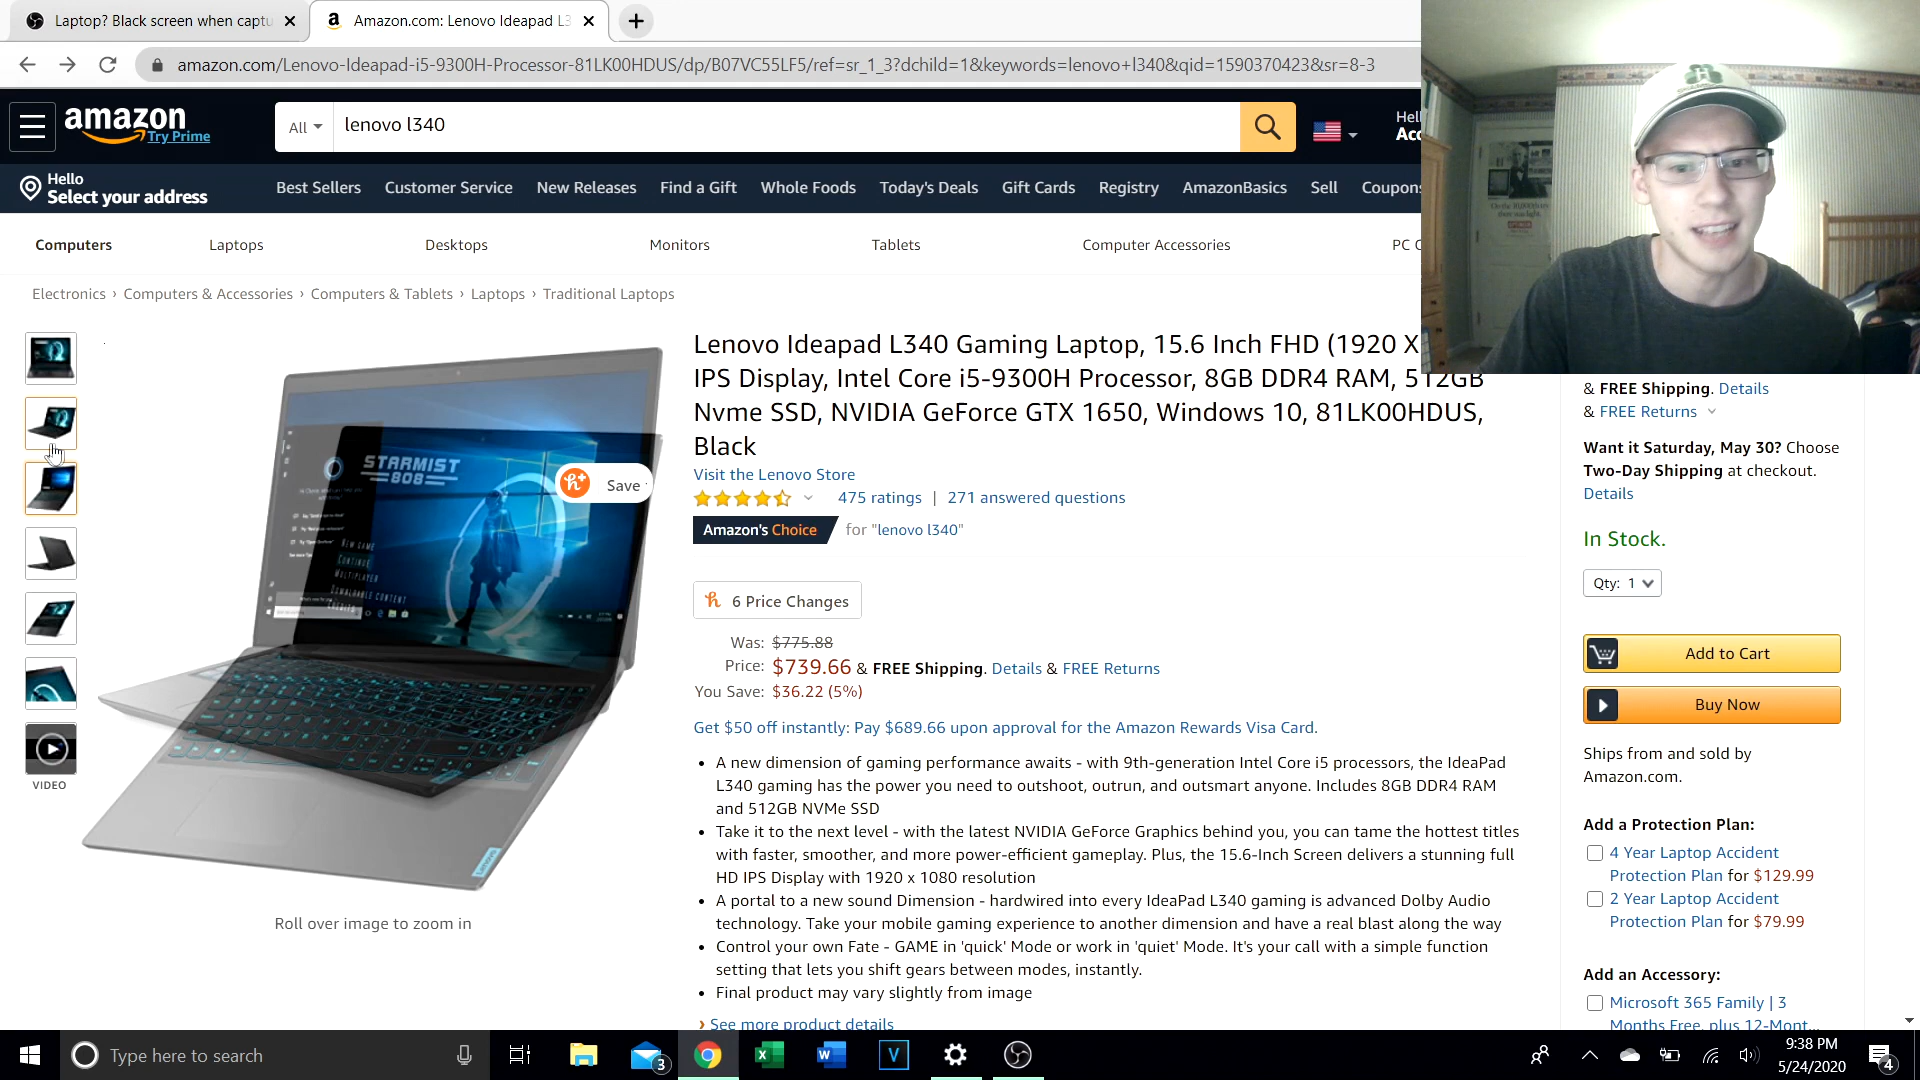 Laptop? Black screen when captu
Amazon.com: Lenovo Ideapad L3
amazon.com/Lenovo-Ideapad-i5-9300H-Processor-81LK00HDUS/dp/B07VC55LF5/ref=sr_1_3?dchild=1&keywords=lenovo+l340&qid=1590370423&sr=8-3
amazon
Try Prime
All
lenovo l340
Hell
Acc
Hello
Select your address
Best Sellers
Customer Service
New Releases
Find a Gift
Whole Foods
Today's Deals
Gift Cards
Registry
AmazonBasics
Sell
Coupons
Computers
Laptops
Desktops
Monitors
Tablets
Computer Accessories
PC C
Electronics › Computers & Accessories › Computers & Tablets › Laptops › Traditional Laptops
STARMIST
808
NEW GAME
CONTINUE
MULTIPLAYER
DOWNLOADABLE CONTENT
CREDITS
Save
Lenovo
VIDEO
Roll over image to zoom in
Lenovo Ideapad L340 Gaming Laptop, 15.6 Inch FHD (1920 X
IPS Display, Intel Core i5-9300H Processor, 8GB DDR4 RAM, 512GB
Nvme SSD, NVIDIA GeForce GTX 1650, Windows 10, 81LK00HDUS,
Black
Visit the Lenovo Store
475 ratings | 271 answered questions
Amazon's Choice for "lenovo l340"
6 Price Changes
Was: $775.88
Price: $739.66 & FREE Shipping. Details & FREE Returns
You Save: $36.22 (5%)
Get $50 off instantly: Pay $689.66 upon approval for the Amazon Rewards Visa Card.
• A new dimension of gaming performance awaits - with 9th-generation Intel Core i5 processors, the IdeaPad
L340 gaming has the power you need to outshoot, outrun, and outsmart anyone. Includes 8GB DDR4 RAM
and 512GB NVMe SSD
• Take it to the next level - with the latest NVIDIA GeForce Graphics behind you, you can tame the hottest titles
with faster, smoother, and more power-efficient gameplay. Plus, the 15.6-Inch Screen delivers a stunning full
HD IPS Display with 1920 x 1080 resolution
• A portal to a new sound Dimension - hardwired into every IdeaPad L340 gaming is advanced Dolby Audio
technology. Take your mobile gaming experience to another dimension and have a real blast along the way
• Control your own Fate - GAME in 'quick' Mode or work in 'quiet' Mode. It's your call with a simple function
setting that lets you shift gears between modes, instantly.
• Final product may vary slightly from image
› See more product details
& FREE Shipping. Details
& FREE Returns
Want it Saturday, May 30? Choose
Two-Day Shipping at checkout.
Details
In Stock.
Qty: 1
Add to Cart
Buy Now
Ships from and sold by
Amazon.com.
Add a Protection Plan:
4 Year Laptop Accident
Protection Plan for $129.99
2 Year Laptop Accident
Protection Plan for $79.99
Add an Accessory:
Microsoft 365 Family | 3
Months Free, plus 12-Mont...
Type here to search
3
V
9:38 PM
5/24/2020
4